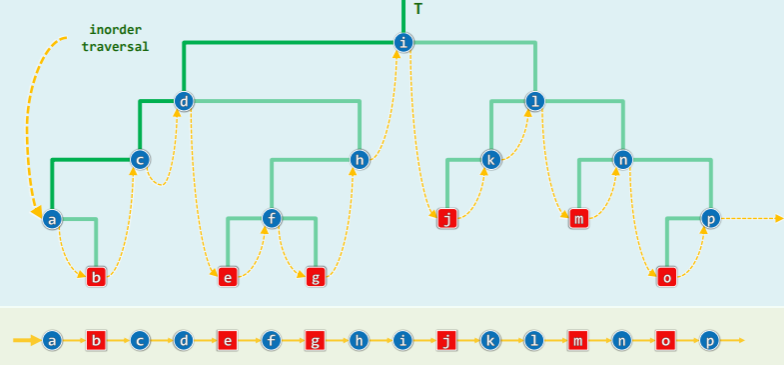 T
inorder
traversal
i
d l
c h k n
a f j m p
b e g o
a b c d e f g h i j k l m n o p